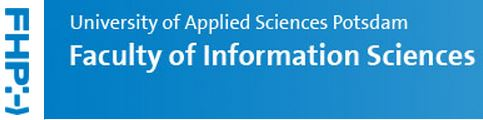 FHP:-)
University of Applied Sciences Potsdam
Faculty of Information Sciences